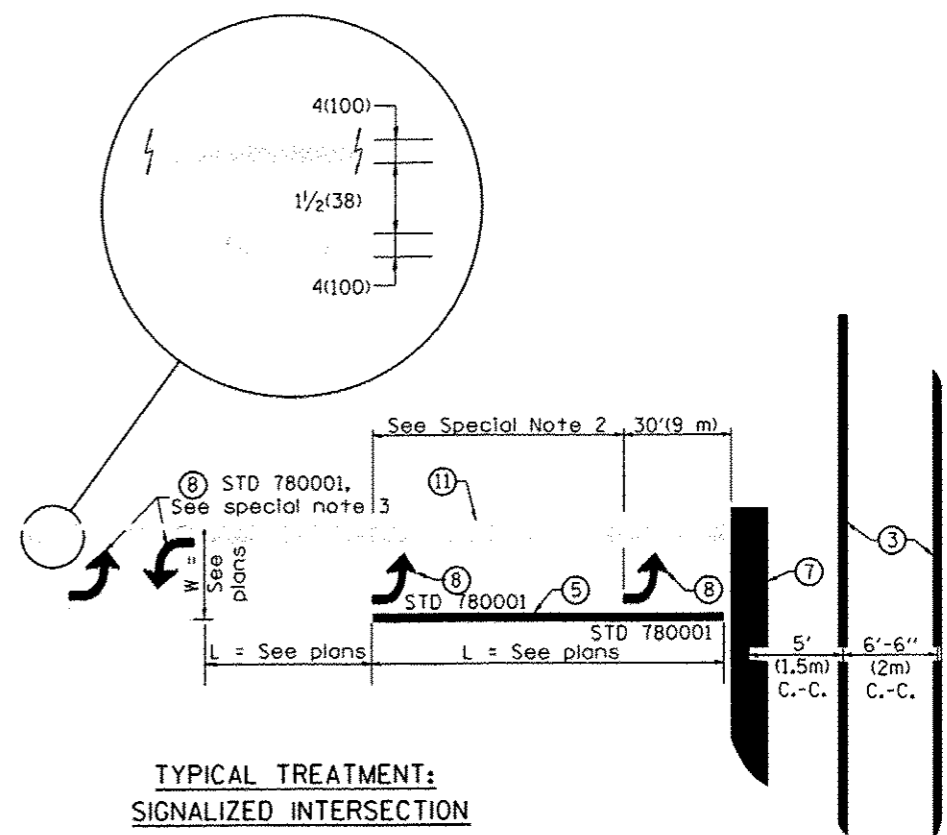 4(100)
1½(38)
4(100)
See Special Note 2
30'(9 m)
⑧ STD 780001,
See special note 3
⑪
W =
See
plans
⑧
STD 780001
⑤
⑧
STD 780001
③
⑦
L = See plans
L = See plans
5'
(1.5m)
C.-C.
6'-6"
(2m)
C.-C.
TYPICAL TREATMENT:
SIGNALIZED INTERSECTION